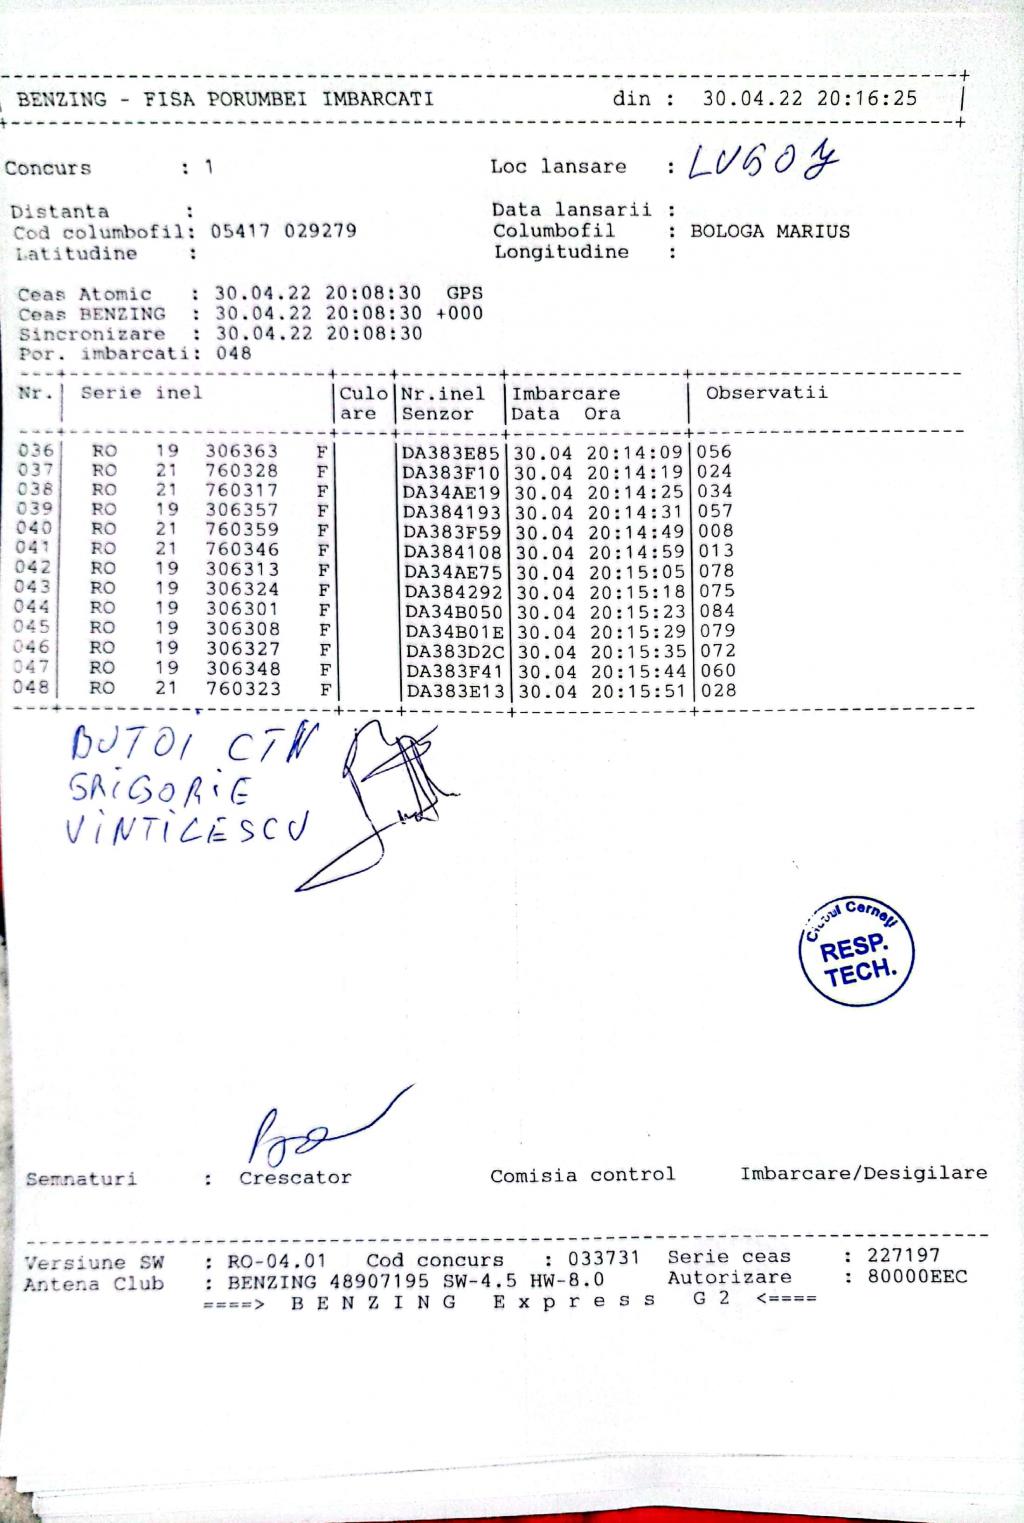 BENZING - FISA PORUMBEI IMBARCATI din : 30.04.22 20:16:25
Concurs : 1 Loc lansare : LUGOJ
Distanta : Data lansarii :
Cod columbofil: 05417 029279 Columbofil : BOLOGA MARIUS
Latitudine : Longitudine :
Ceas Atomic : 30.04.22 20:08:30 GPS
Ceas BENZING : 30.04.22 20:08:30 +000
Sincronizare : 30.04.22 20:08:30
Por. imbarcati: 048
Nr. Serie inel Culo Nr.inel Imbarcare Observatii
are Senzor Data Ora
036 RO 19 306363 F DA383E85 30.04 20:14:09 056
037 RO 21 760328 F DA383F10 30.04 20:14:19 024
038 RO 21 760317 F DA34AE19 30.04 20:14:25 034
039 RO 19 306357 F DA384193 30.04 20:14:31 057
040 RO 21 760359 F DA383F59 30.04 20:14:49 008
041 RO 21 760346 F DA384108 30.04 20:14:59 013
042 RO 19 306313 F DA34AE75 30.04 20:15:05 078
043 RO 19 306324 F DA384292 30.04 20:15:18 075
044 RO 19 306301 F DA34B050 30.04 20:15:23 084
045 RO 19 306308 F DA34B01E 30.04 20:15:29 079
046 RO 19 306327 F DA383D2C 30.04 20:15:35 072
047 RO 19 306348 F DA383F41 30.04 20:15:44 060
048 RO 21 760323 F DA383E13 30.04 20:15:51 028
BUTOI CTN
GRiGORiE
ViNTiLESCU
Clubul Cerneți
RESP.
TECH.
Semnaturi : Crescator Comisia control Imbarcare/Desigilare
Versiune SW : RO-04.01 Cod concurs : 033731 Serie ceas : 227197
Antena Club : BENZING 48907195 SW-4.5 HW-8.0 Autorizare : 80000EEC
====> B E N Z I N G E x p r e s s G 2 <====